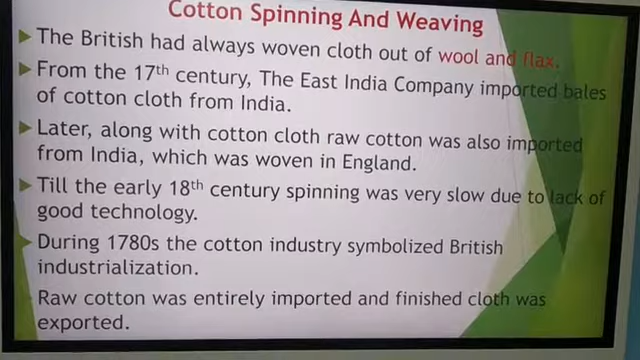 Cotton Spinning And Weaving
The British had always woven cloth out of wool and flax.
From the 17th century, The East India Company imported bales
of cotton cloth from India.
Later, along with cotton cloth raw cotton was also imported
from India, which was woven in England.
Till the early 18th century spinning was very slow due to lack of
good technology.
During 1780s the cotton industry symbolized British
industrialization.
Raw cotton was entirely imported and finished cloth was
exported.